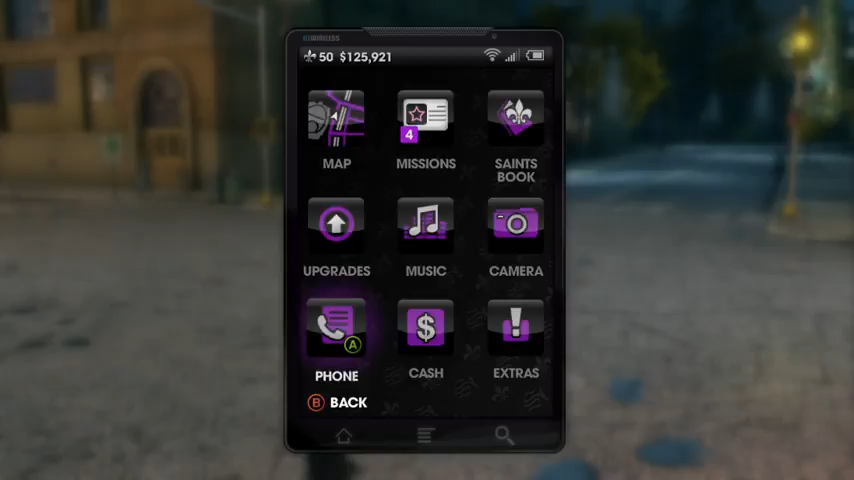 50 $125,921
MAP
4
MISSIONS
SAINTS
BOOK
UPGRADES
MUSIC
CAMERA
$
!
A
PHONE
CASH
EXTRAS
B BACK